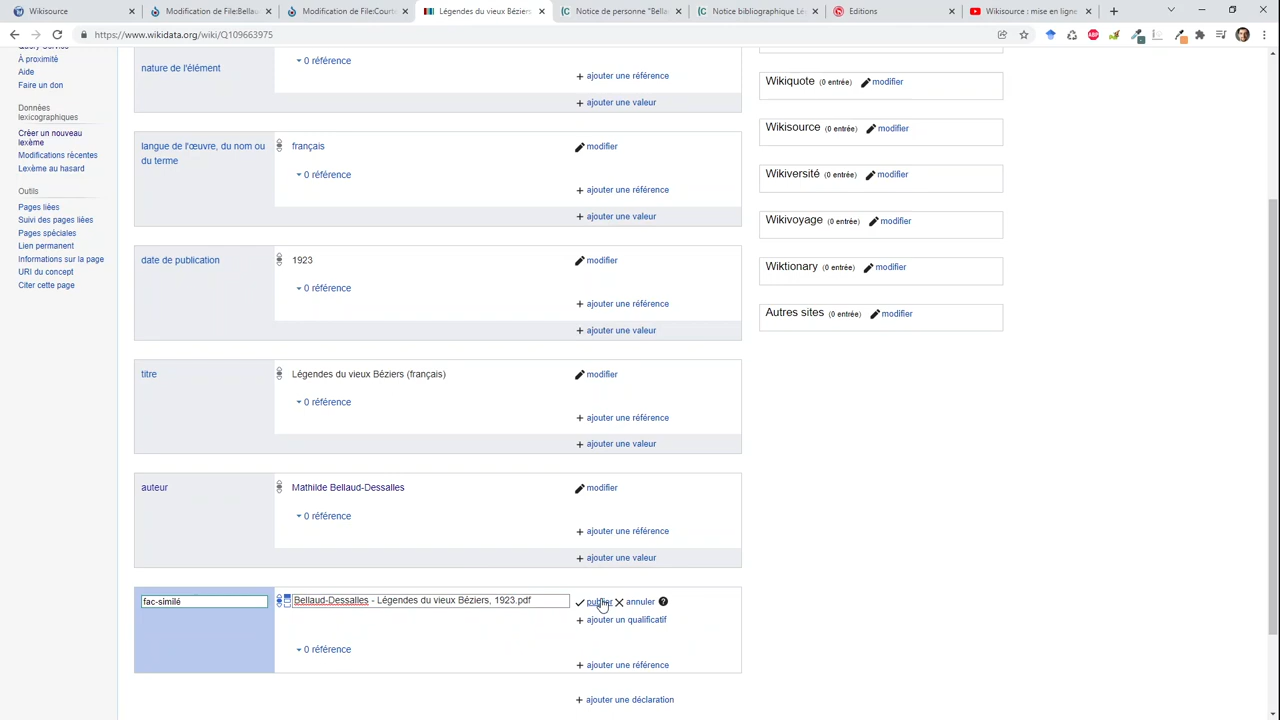 Wikisource
Modification de File:Bellau
Modification de File:Courte
Légendes du vieux Béziers
Notice de personne "Bella
Notice bibliographique Lé
Editions
Wikisource : mise en ligne
https://www.wikidata.org/wiki/Q109663975
Query Service
À proximité
Aide
Faire un don
Données
lexicographiques
Créer un nouveau
lexème
Modifications récentes
Lexème au hasard
Outils
Pages liées
Suivi des pages liées
Pages spéciales
Lien permanent
Informations sur la page
URI du concept
Citer cette page
nature de l'élément
0 référence
+ ajouter une référence
+ ajouter une valeur
langue de l'œuvre, du nom ou
du terme
français
modifier
0 référence
+ ajouter une référence
+ ajouter une valeur
date de publication
1923
modifier
0 référence
+ ajouter une référence
+ ajouter une valeur
titre
Légendes du vieux Béziers (français)
modifier
0 référence
+ ajouter une référence
+ ajouter une valeur
auteur
Mathilde Bellaud-Dessalles
modifier
0 référence
+ ajouter une référence
+ ajouter une valeur
fac-similé
Bellaud-Dessalles - Légendes du vieux Béziers, 1923.pdf
publier
annuler
+ ajouter un qualificatif
0 référence
+ ajouter une référence
+ ajouter une déclaration
Wikiquote (0 entrée) modifier
Wikisource (0 entrée) modifier
Wikiversité (0 entrée) modifier
Wikivoyage (0 entrée) modifier
Wiktionary (0 entrée) modifier
Autres sites (0 entrée) modifier